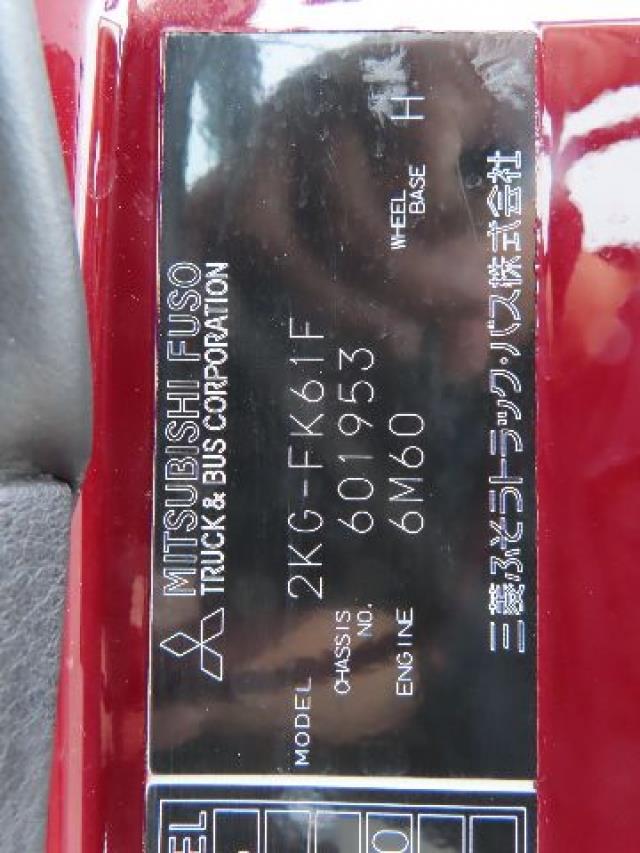 MITSUBISHI FUSO
TRUCK & BUS CORPORATION
MODEL 2KG-FK61F
CHASSIS NO. 601953
ENGINE 6M60
WHEEL BASE H
三菱ふそうトラック・バス株式会社